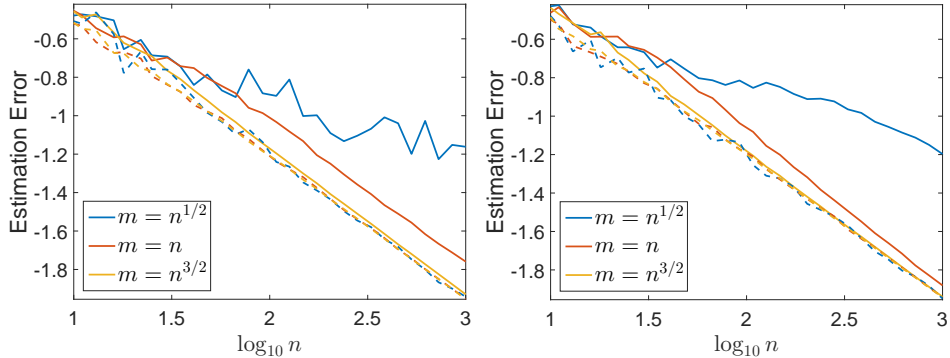 -0.6
-0.8
-1
-1.2
-1.4
-1.6
-1.8
Estimation Error
m = n^{1/2}
m = n
m = n^{3/2}
1
1.5
2
2.5
3
log_{10} n
-0.6
-0.8
-1
-1.2
-1.4
-1.6
-1.8
Estimation Error
m = n^{1/2}
m = n
m = n^{3/2}
1
1.5
2
2.5
3
log_{10} n